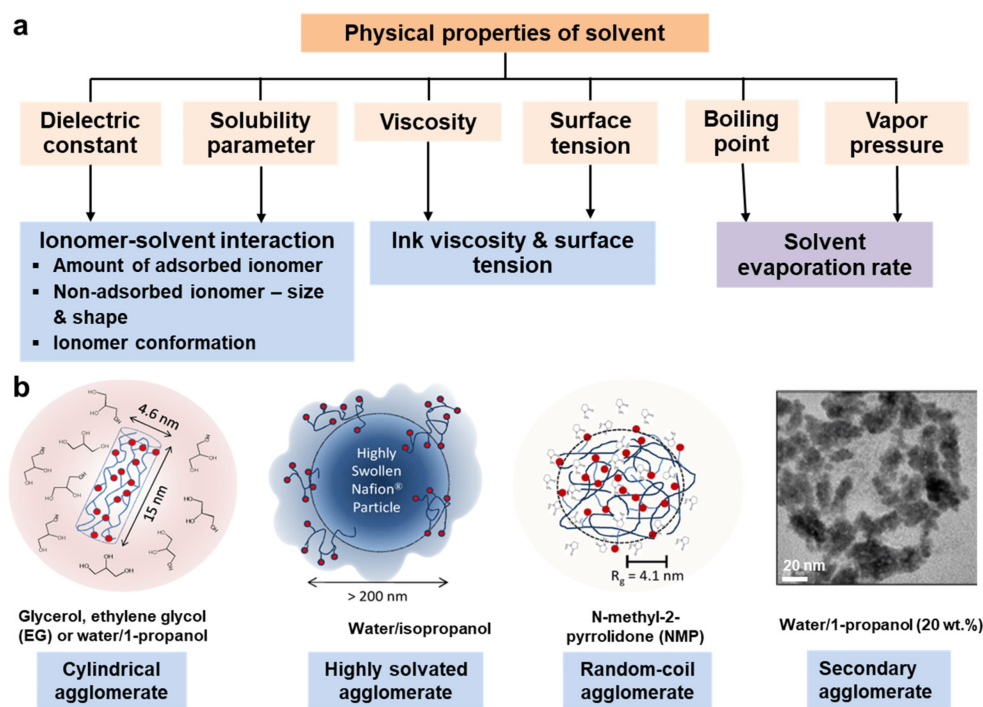 a
Physical properties of solvent
Dielectric
constant
Solubility
parameter
Viscosity
Surface
tension
Boiling
point
Vapor
pressure
Ionomer-solvent interaction
▪ Amount of adsorbed ionomer
▪ Non-adsorbed ionomer – size
& shape
▪ Ionomer conformation
Ink viscosity & surface
tension
Solvent
evaporation rate
b
4.6 nm
15 nm
Glycerol, ethylene glycol
(EG) or water/1-propanol
Cylindrical
agglomerate
Highly
Swollen
Nafion®
Particle
> 200 nm
Water/isopropanol
Highly solvated
agglomerate
Rg = 4.1 nm
N-methyl-2-
pyrrolidone (NMP)
Random-coil
agglomerate
20 nm
Water/1-propanol (20 wt.%)
Secondary
agglomerate